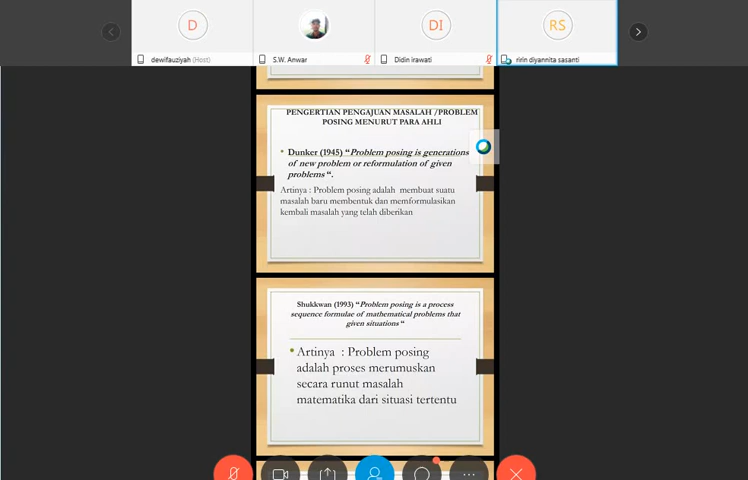 D
DI
RS
dewifauziyah (Host)
S.W. Anwar
Didin irawati
ririn diyannita sasanti
PENGERTIAN PENGAJUAN MASALAH /PROBLEM
POSING MENURUT PARA AHLI
• Dunker (1945) “Problem posing is generations
of new problem or reformulation of given
problems “.
Artinya : Problem posing adalah membuat suatu
masalah baru membentuk dan memformulasikan
kembali masalah yang telah diberikan
Shukkwan (1993) “Problem posing is a process
sequence formulae of mathematical problems that
given situations “
• Artinya : Problem posing
adalah proses merumuskan
secara runut masalah
matematika dari situasi tertentu